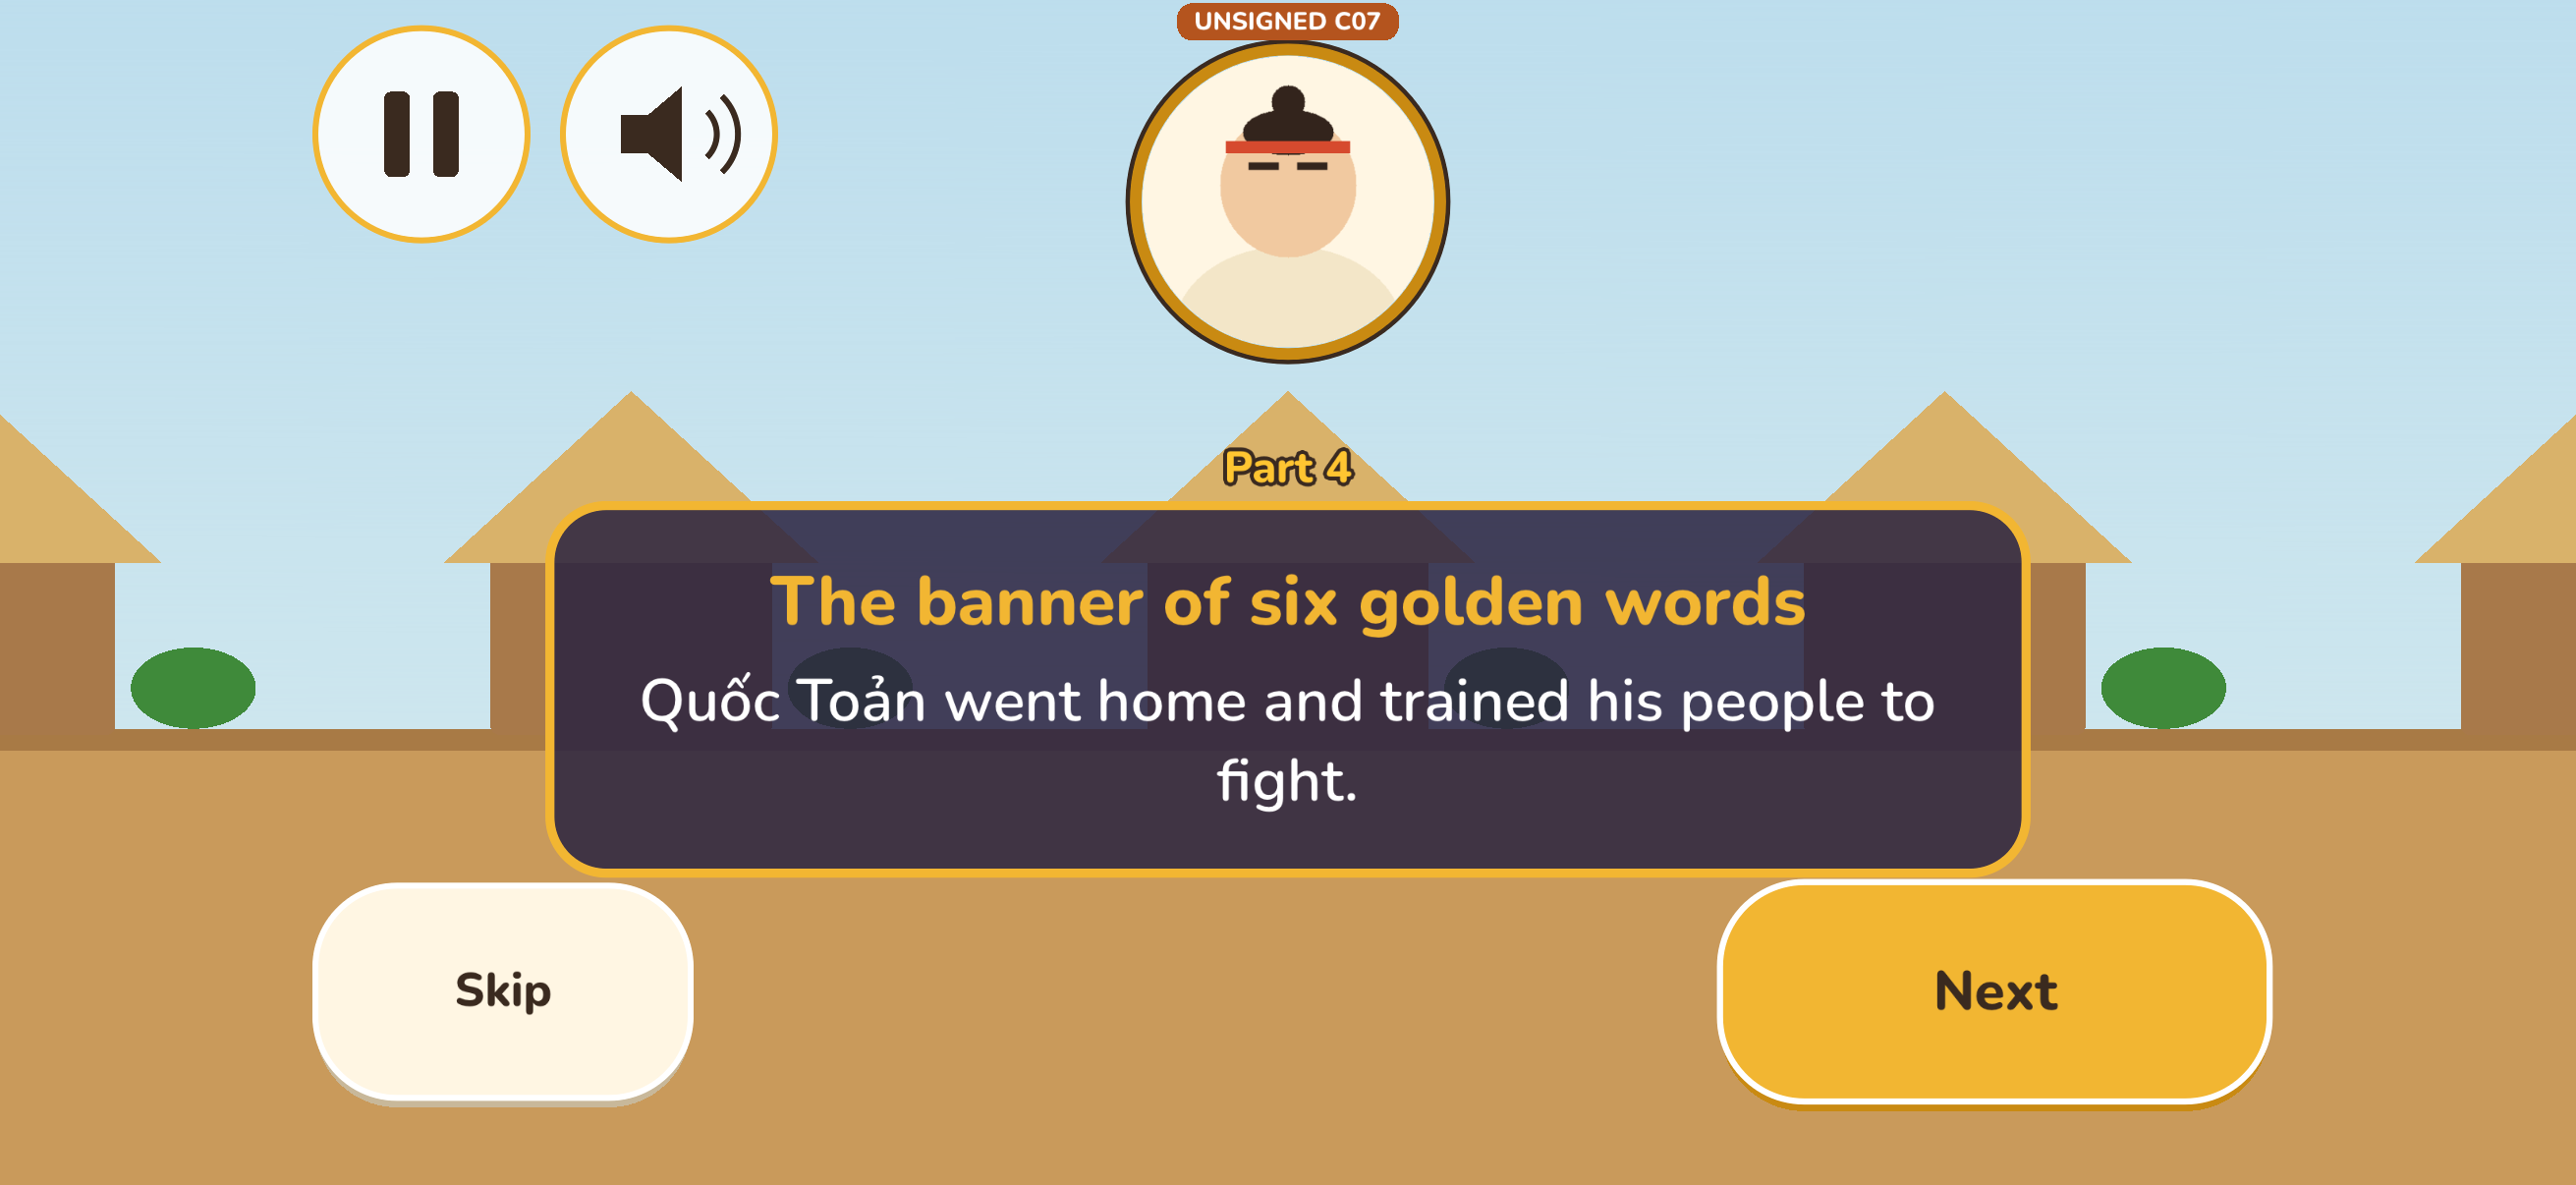 UNSIGNED C07
Part 4
The banner of six golden words
Quốc Toản went home and trained his people to
fight.
Skip
Next